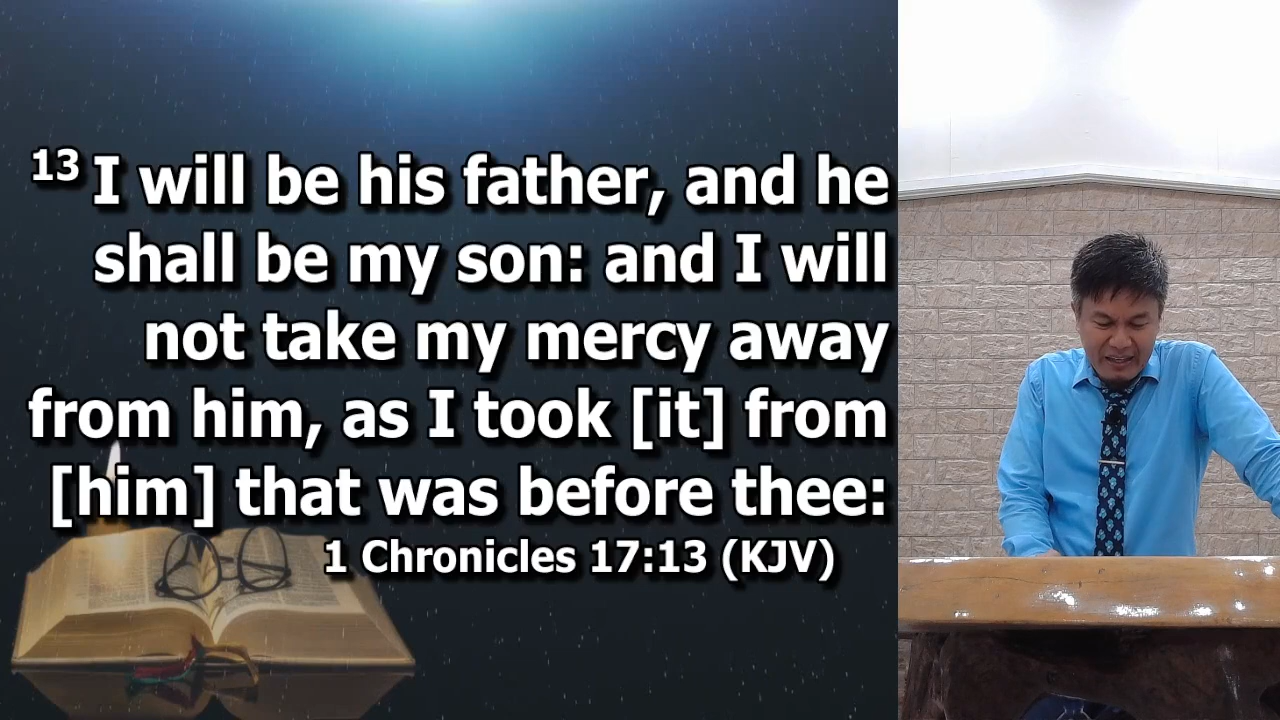 13 I will be his father, and he
shall be my son: and I will
not take my mercy away
from him, as I took [it] from
[him] that was before thee:
1 Chronicles 17:13 (KJV)